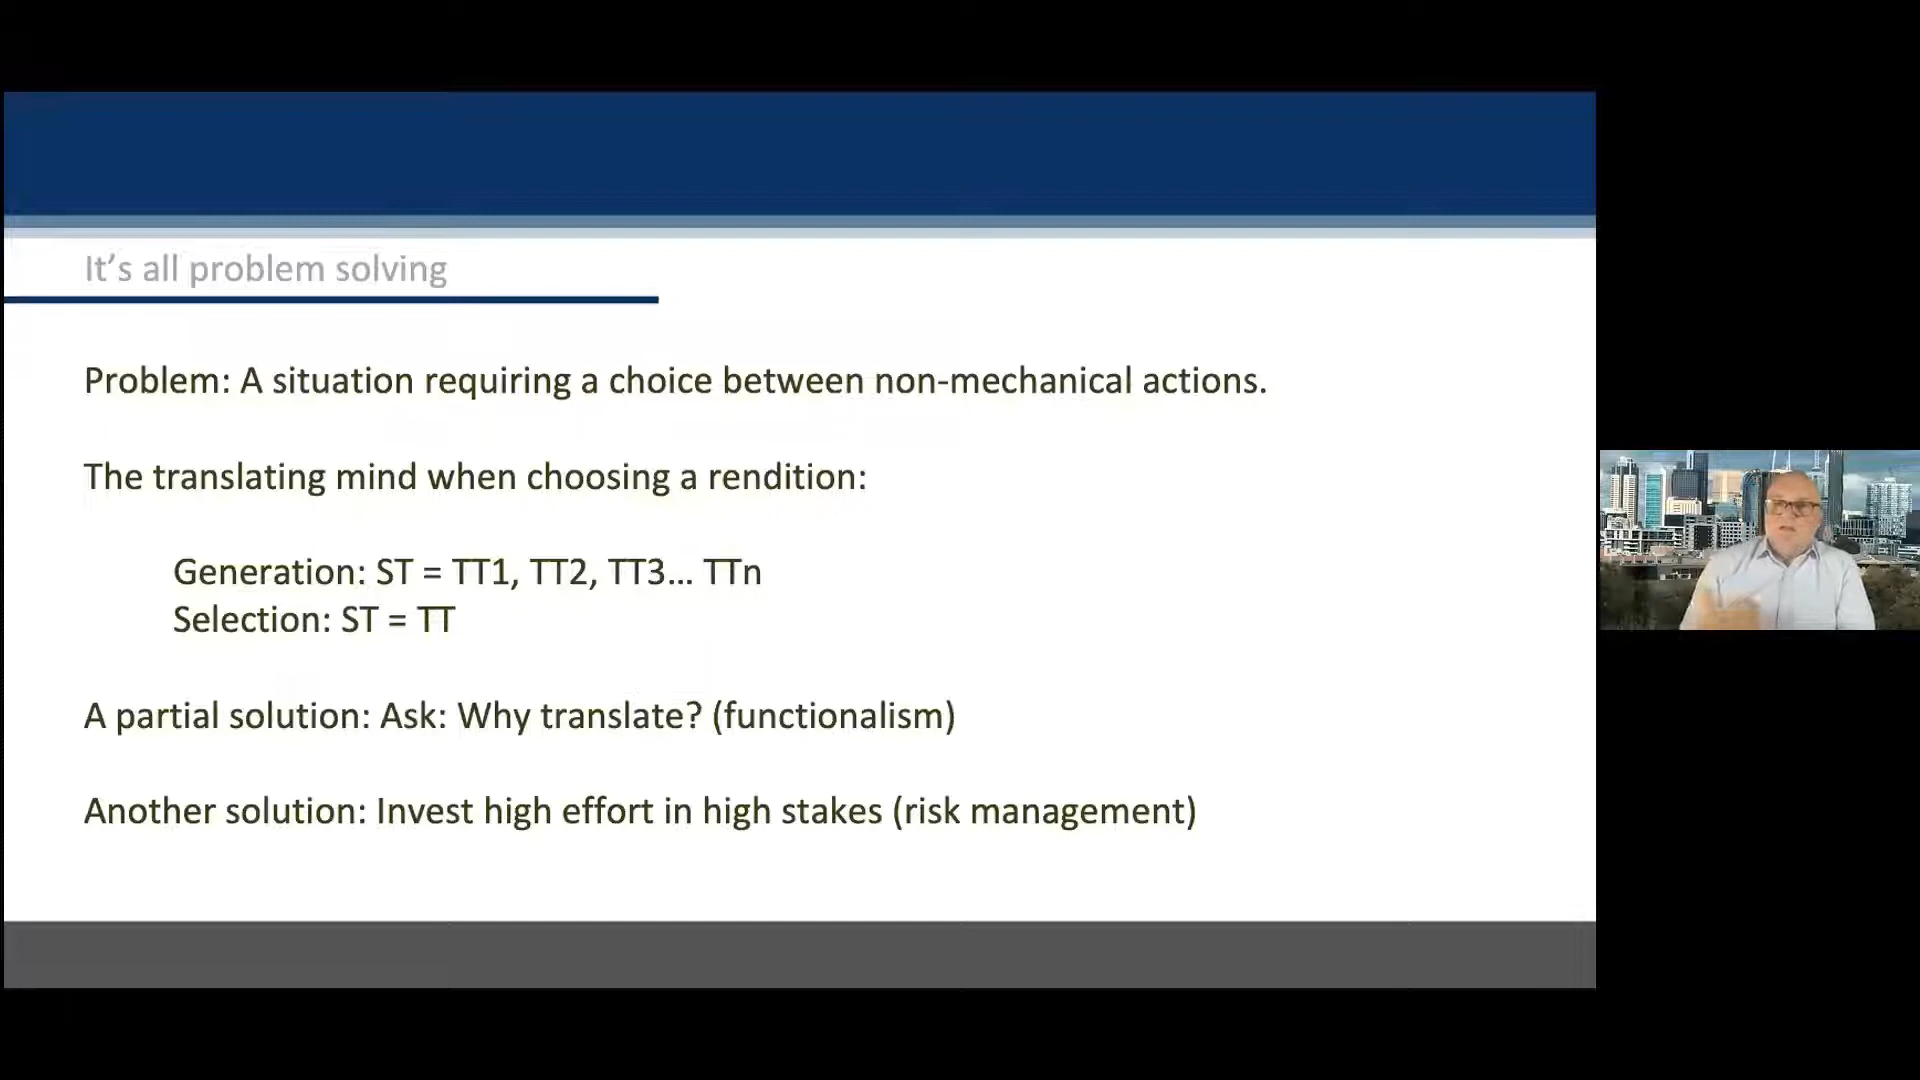 It’s all problem solving
Problem: A situation requiring a choice between non-mechanical actions.
The translating mind when choosing a rendition:
Generation: ST = TT1, TT2, TT3... TTn
Selection: ST = TT
A partial solution: Ask: Why translate? (functionalism)
Another solution: Invest high effort in high stakes (risk management)